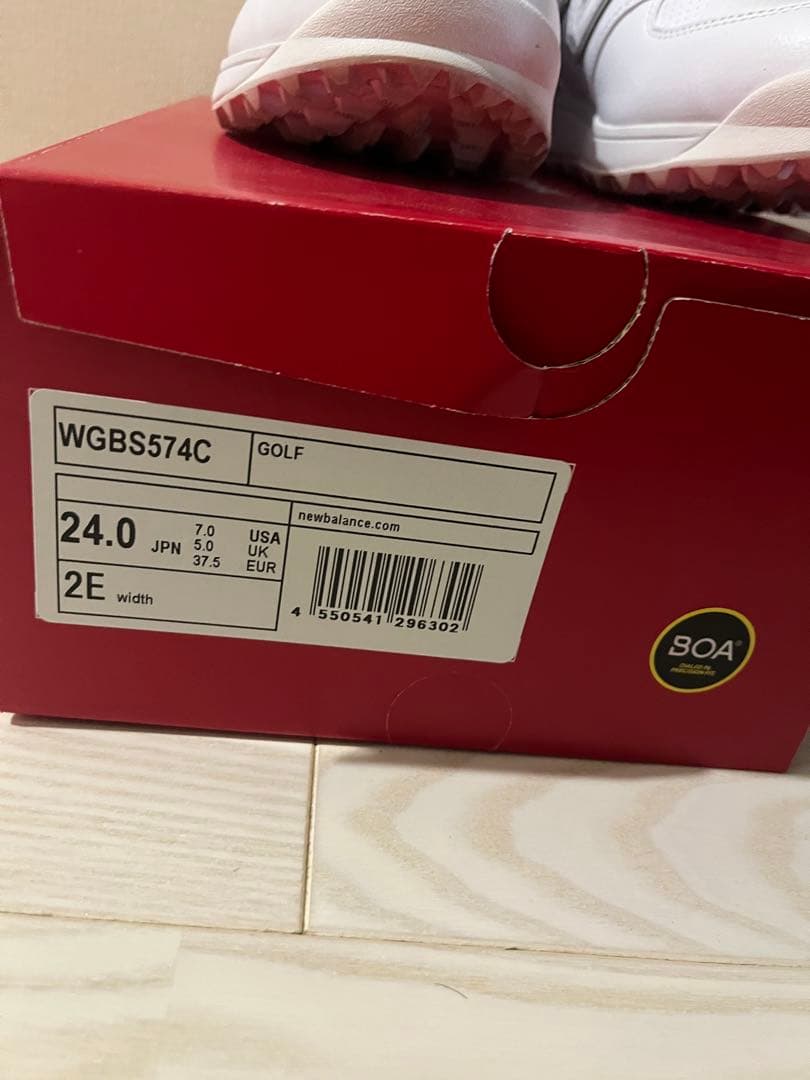 WGBS574C
GOLF
24.0 JPN
7.0 USA
5.0 UK
37.5 EUR
2E width
newbalance.com
4 550541 296302
BOA®